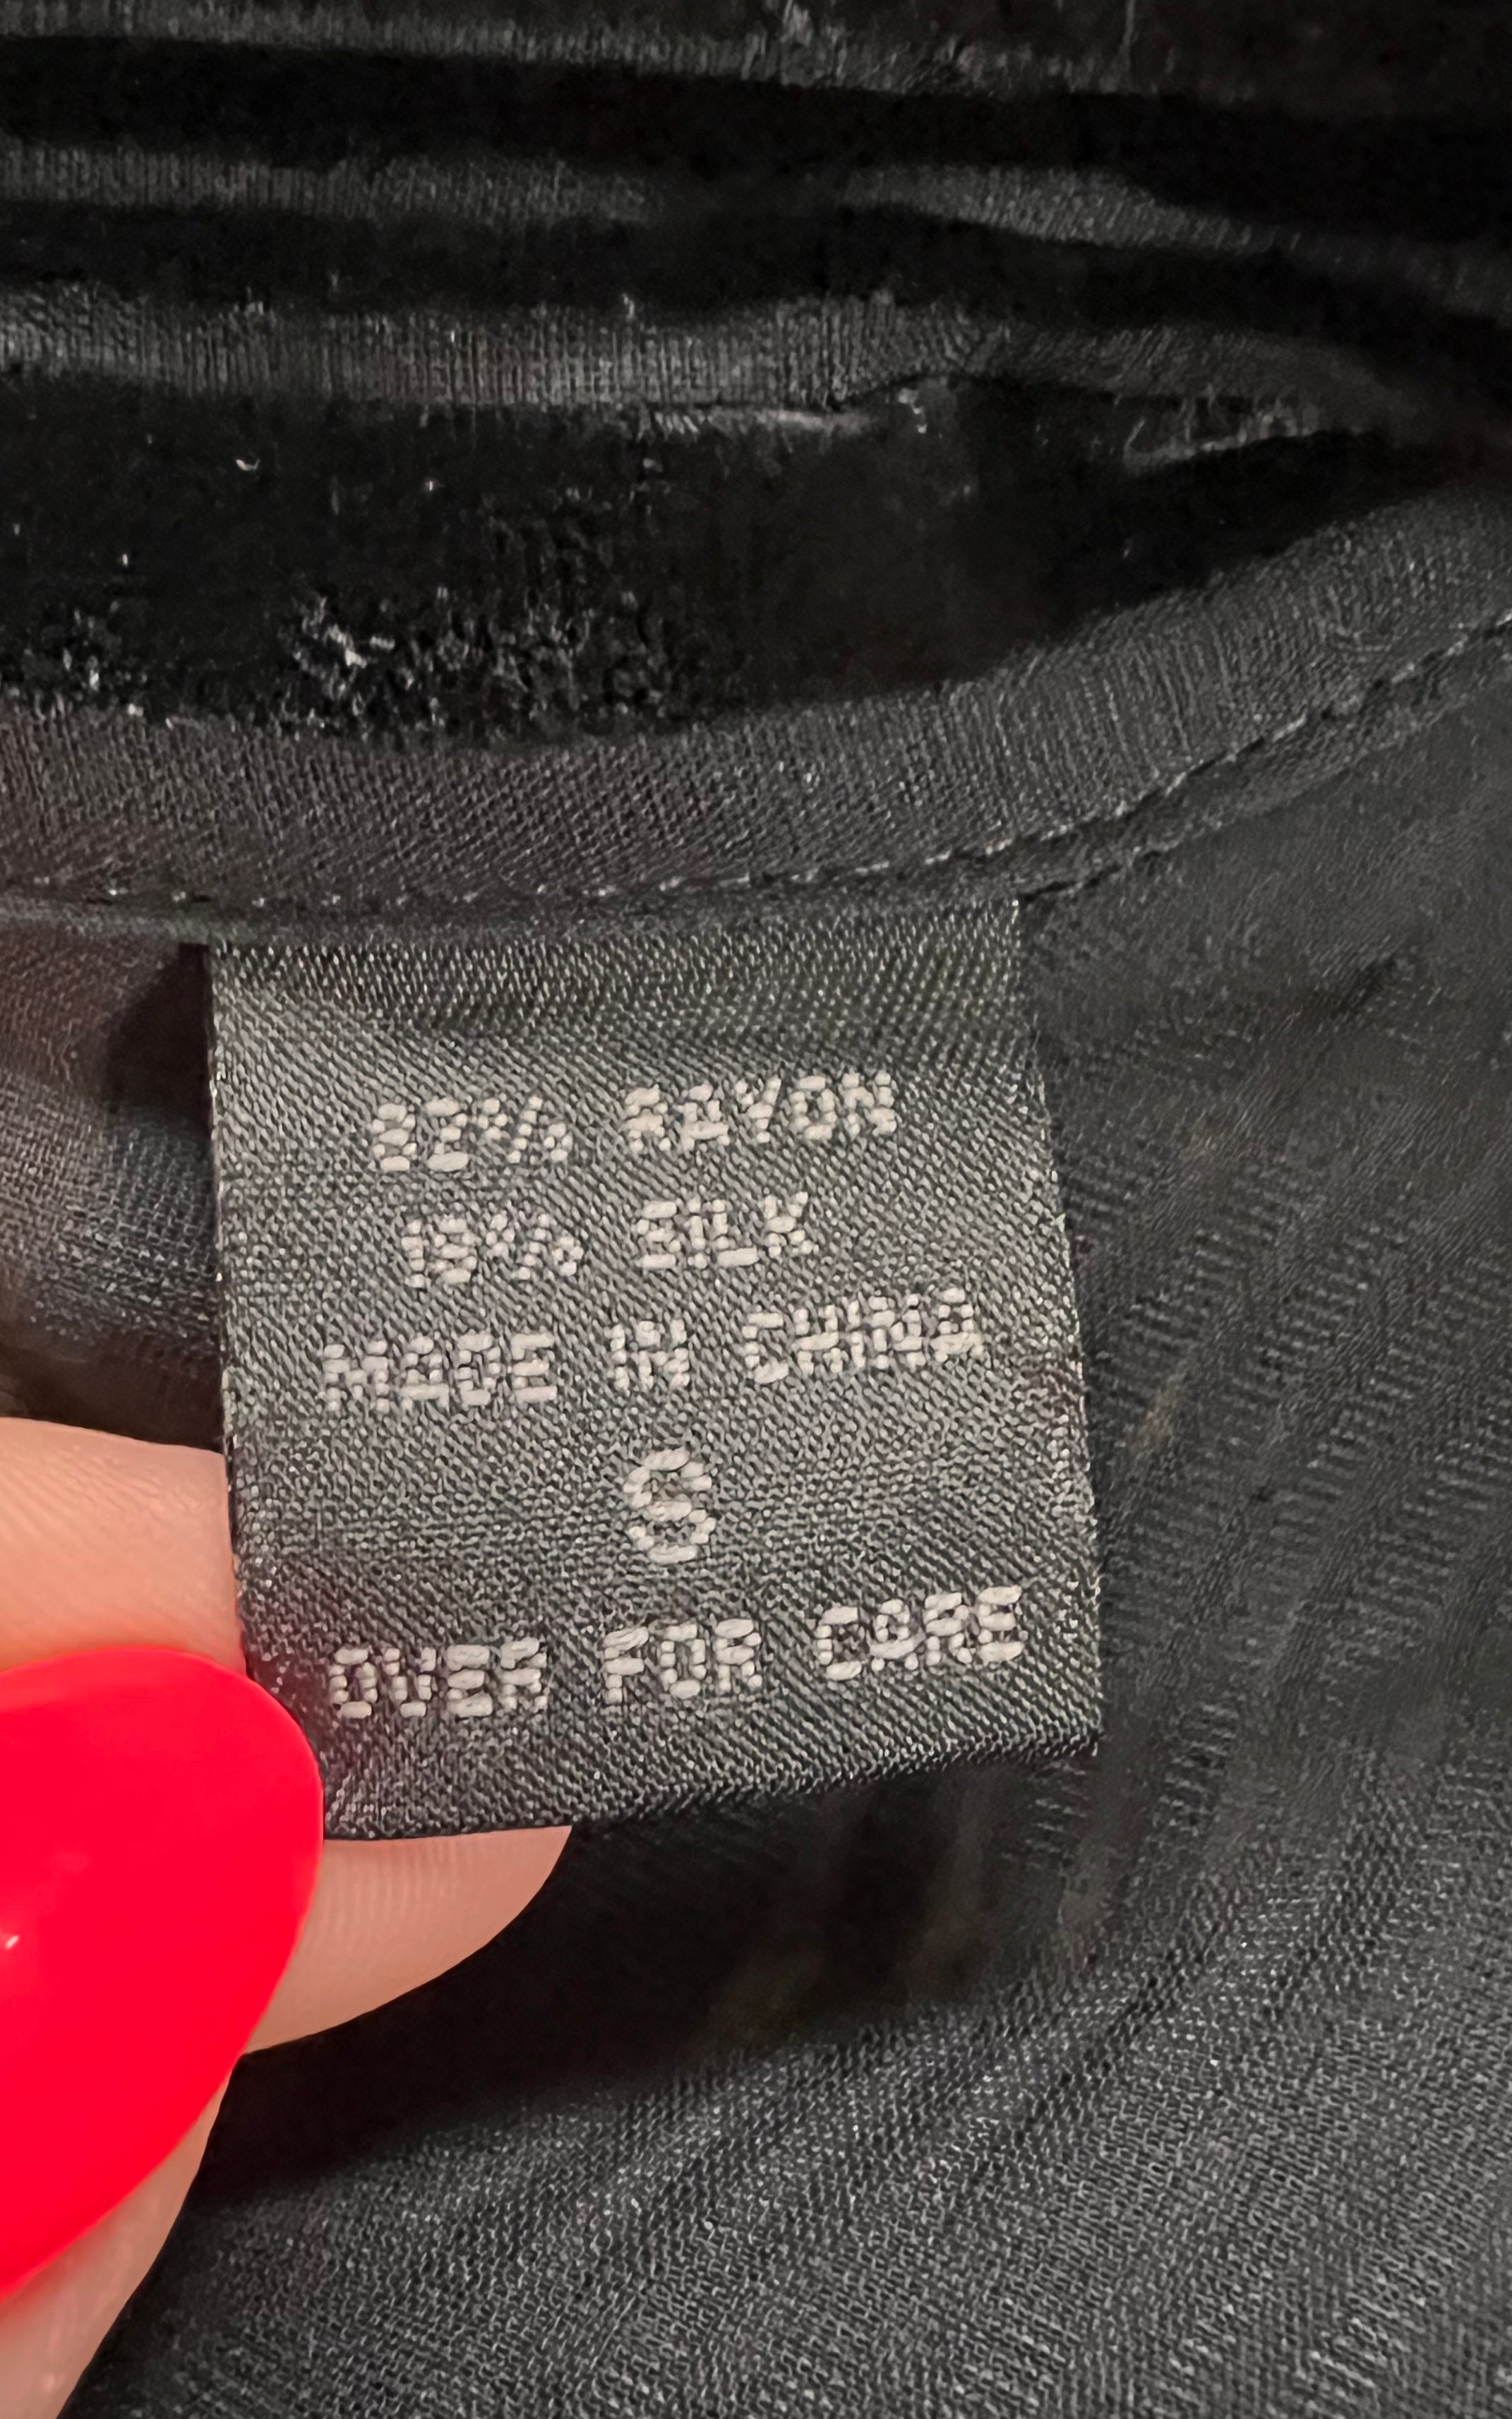 82% RAYON
18% SILK
MADE IN CHINA
S
OVER FOR CARE